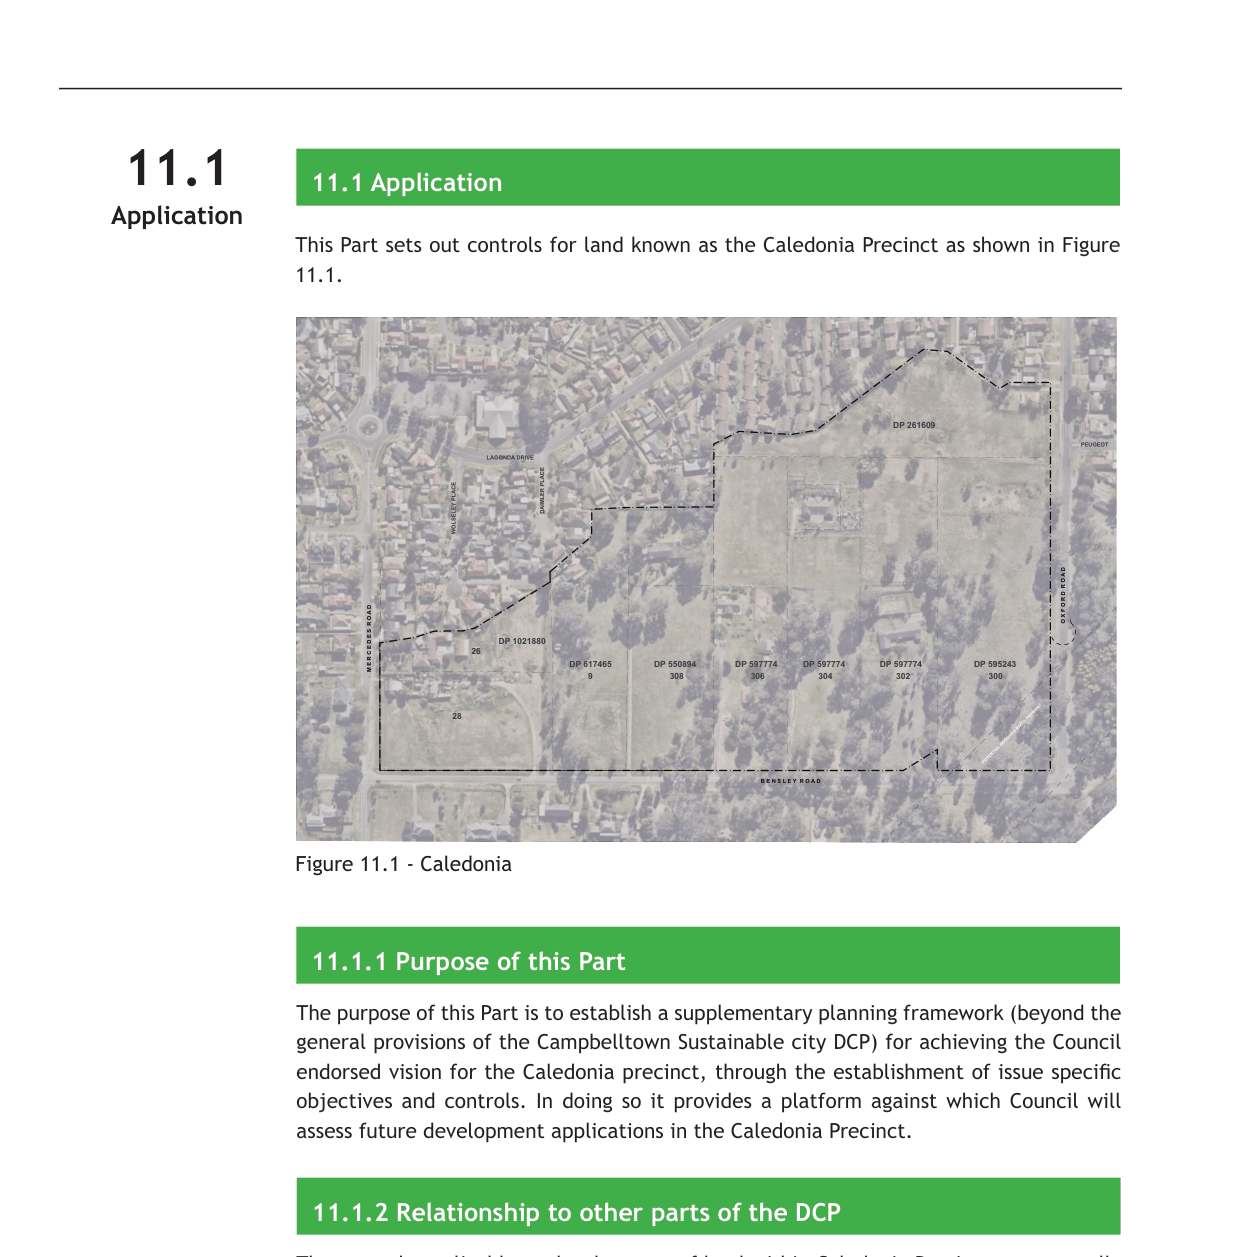 11.1
Application
11.1 Application
This Part sets out controls for land known as the Caledonia Precinct as shown in Figure
11.1.
DP 261609
PEUGEOT
LAGONDA DRIVE
WOLSELEY PLACE
DAIMLER PLACE
OXFORD ROAD
MERCEDES ROAD
DP 1021880
26
DP 617465
9
DP 550894
308
DP 597774
306
DP 597774
304
DP 597774
302
DP 595243
300
28
BENSLEY ROAD
Figure 11.1 - Caledonia
11.1.1 Purpose of this Part
The purpose of this Part is to establish a supplementary planning framework (beyond the
general provisions of the Campbelltown Sustainable city DCP) for achieving the Council
endorsed vision for the Caledonia precinct, through the establishment of issue specific
objectives and controls. In doing so it provides a platform against which Council will
assess future development applications in the Caledonia Precinct.
11.1.2 Relationship to other parts of the DCP